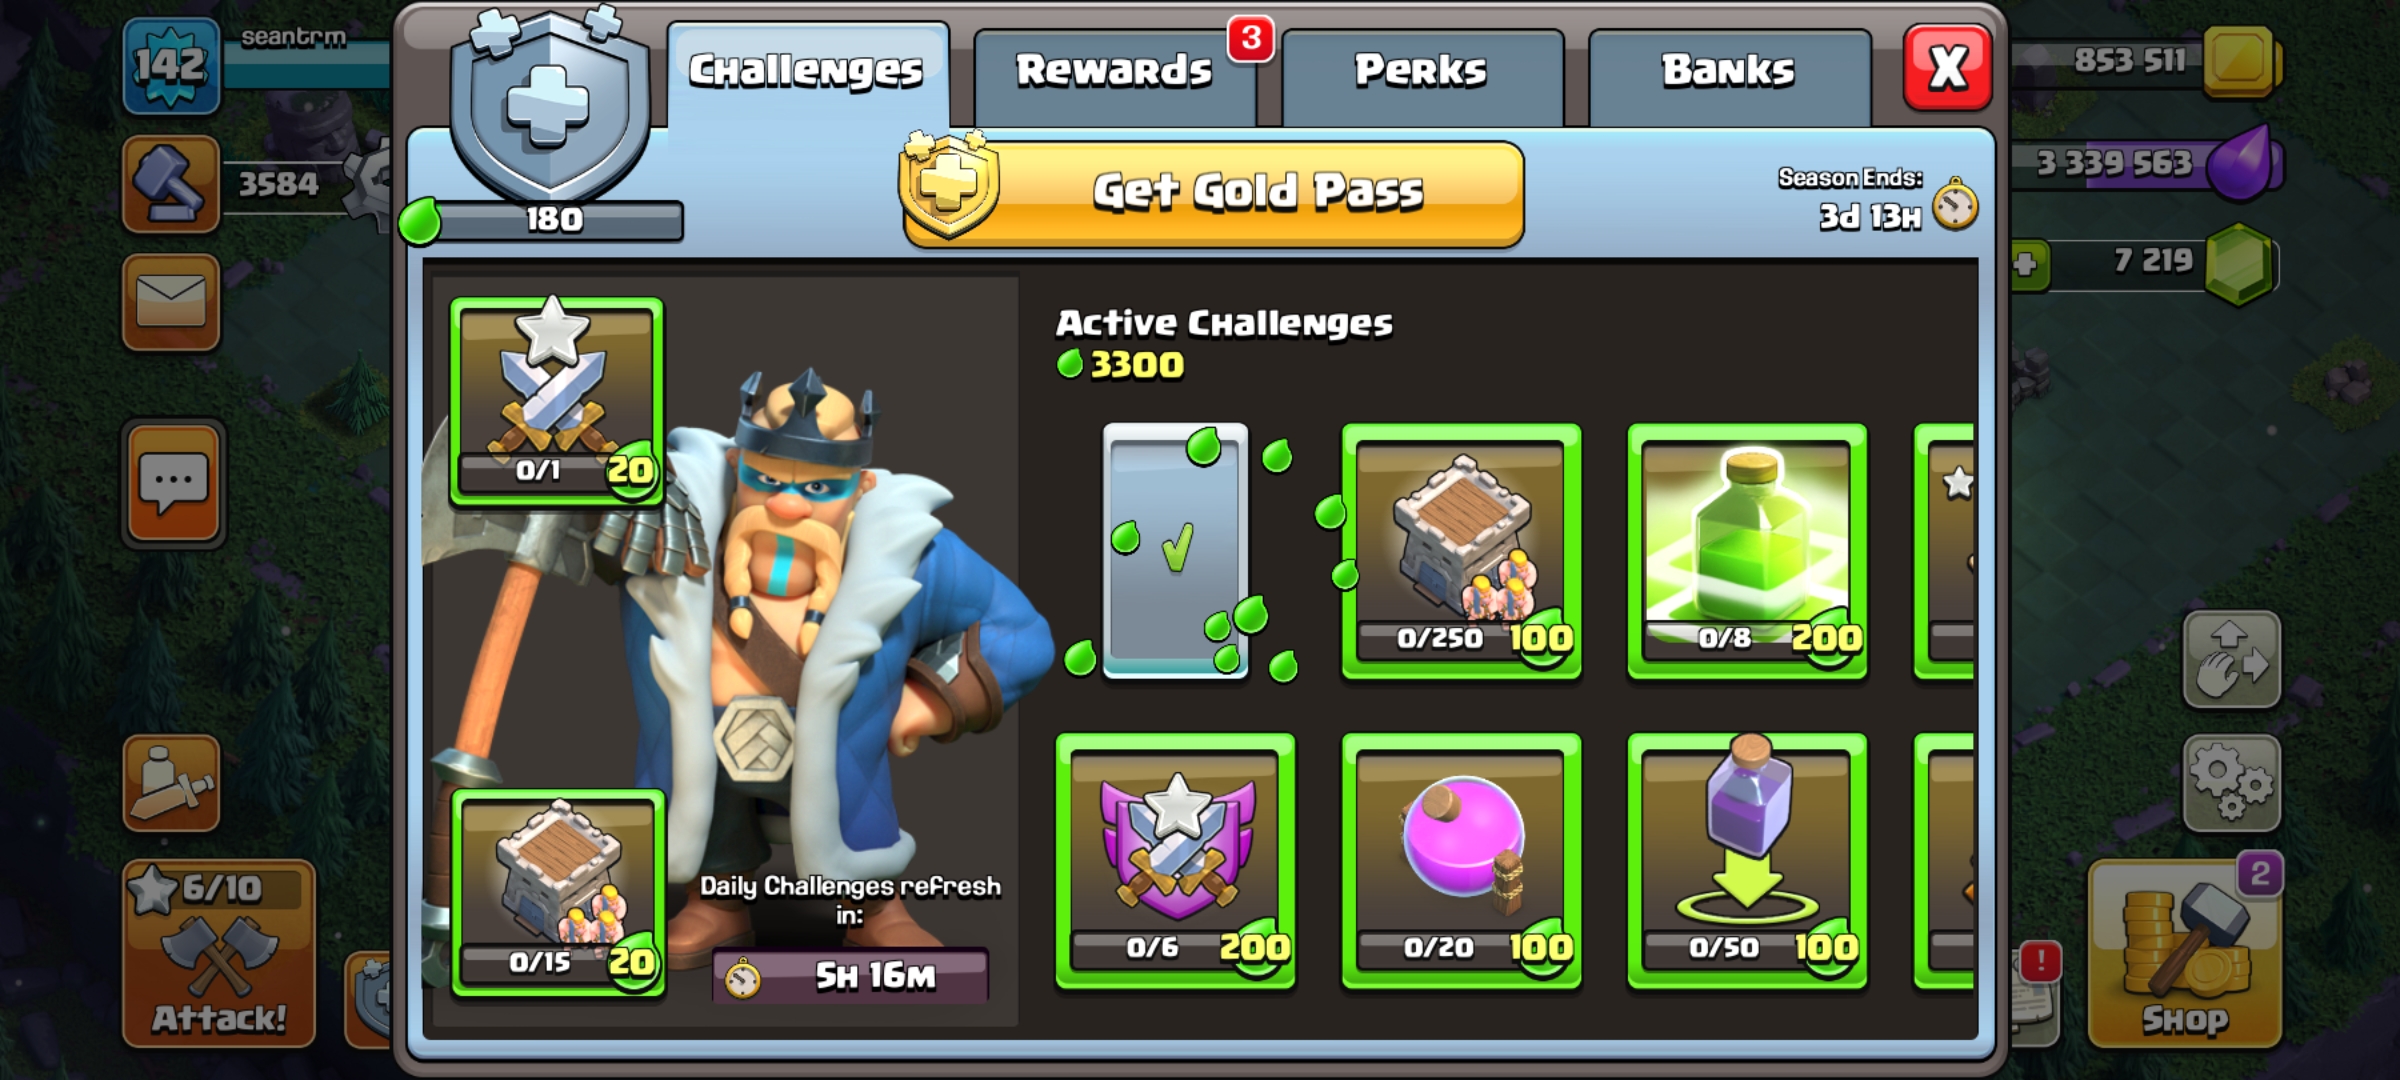 142
seantrm
3584
Challenges
Rewards
3
Perks
Banks
X
853 511
3 339 563
7 219
Get Gold Pass
Season Ends:
3d 13H
180
Active Challenges
3300
0/1
20
0/250
100
0/8
200
0/6
200
0/20
100
0/50
100
0/15
20
Daily Challenges refresh
in:
5H 16M
6/10
Attack!
!
2
Shop